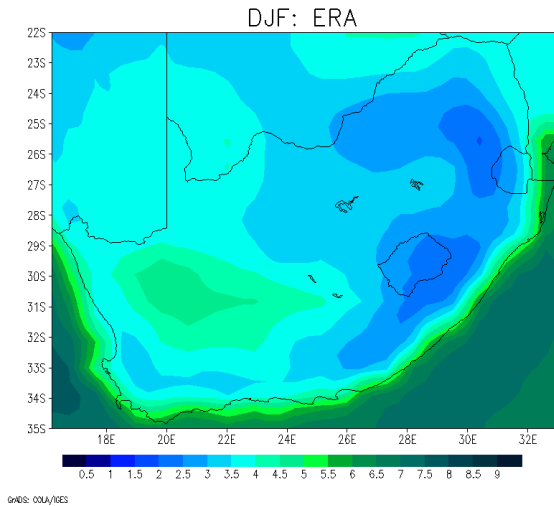 DJF: ERA
22S
23S
24S
25S
26S
27S
28S
29S
30S
31S
32S
33S
34S
35S
18E 20E 22E 24E 26E 28E 30E 32E
0.5 1 1.5 2 2.5 3 3.5 4 4.5 5 5.5 6 6.5 7 7.5 8 8.5 9
GrADS: COLA/IGES